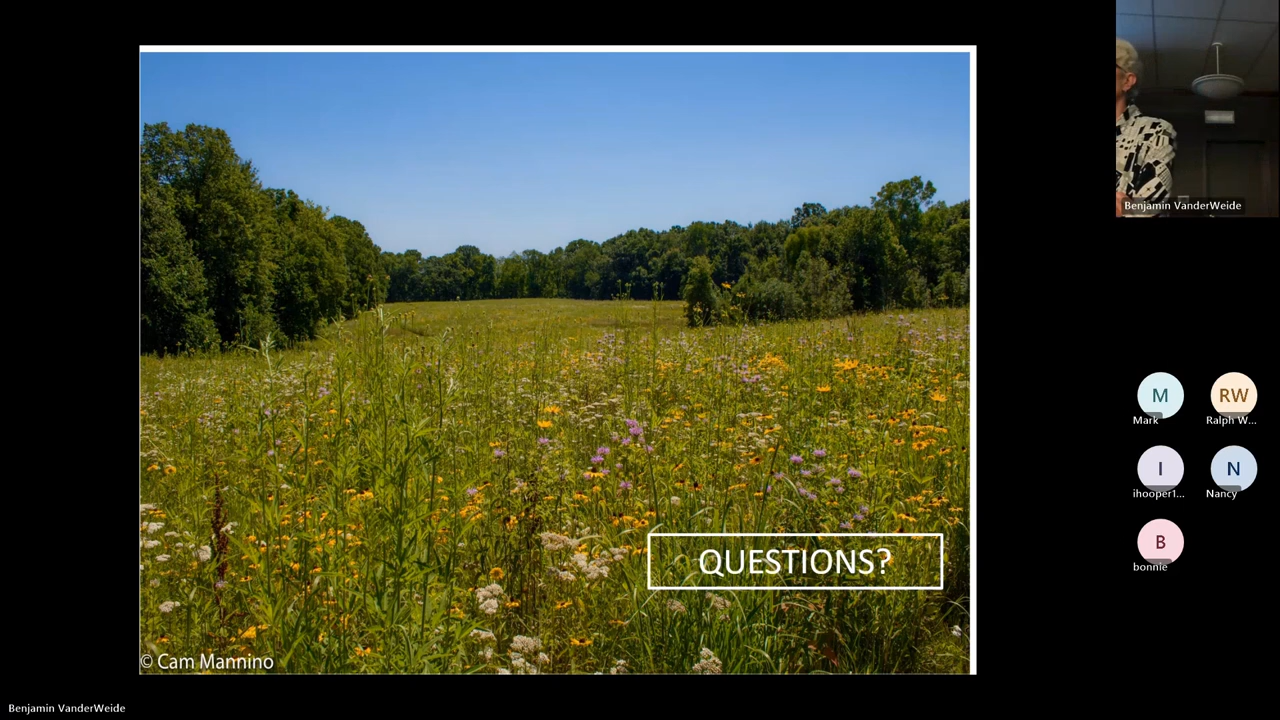 Benjamin VanderWeide
M
RW
Mark
Ralph W...
I
N
ihooper1...
Nancy
B
bonnie
QUESTIONS?
© Cam Mannino
Benjamin VanderWeide